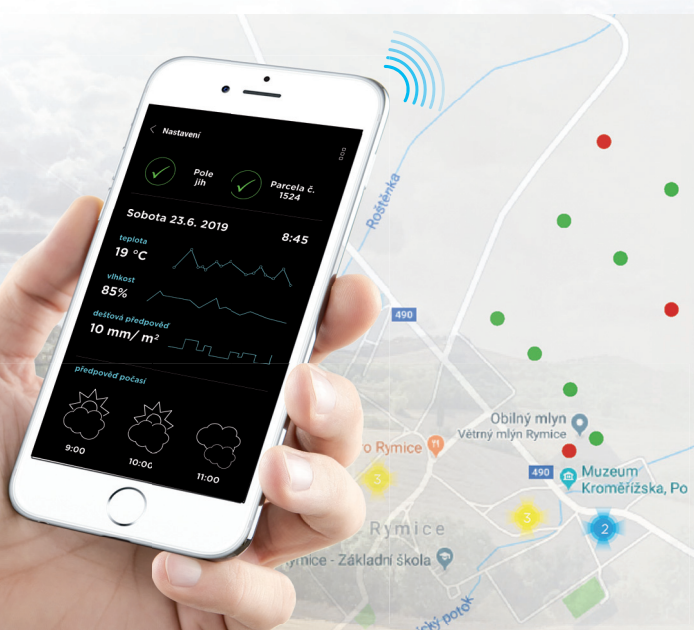 Nastavení
Pole
jih
Parcela č.
1524
Sobota 23.6. 2019
8:45
teplota
19 °C
vlhkost
85%
dešťová předpověď
10 mm/ m²
předpověď počasí
9:00
10:00
11:00
Roštěnka
490
Obilný mlyn
Větrný mlýn Rymice
o Rymice
490
Muzeum
Kroměřížska, Po
3
3
2
Rymice
Rymice - Základní škola
ský potok